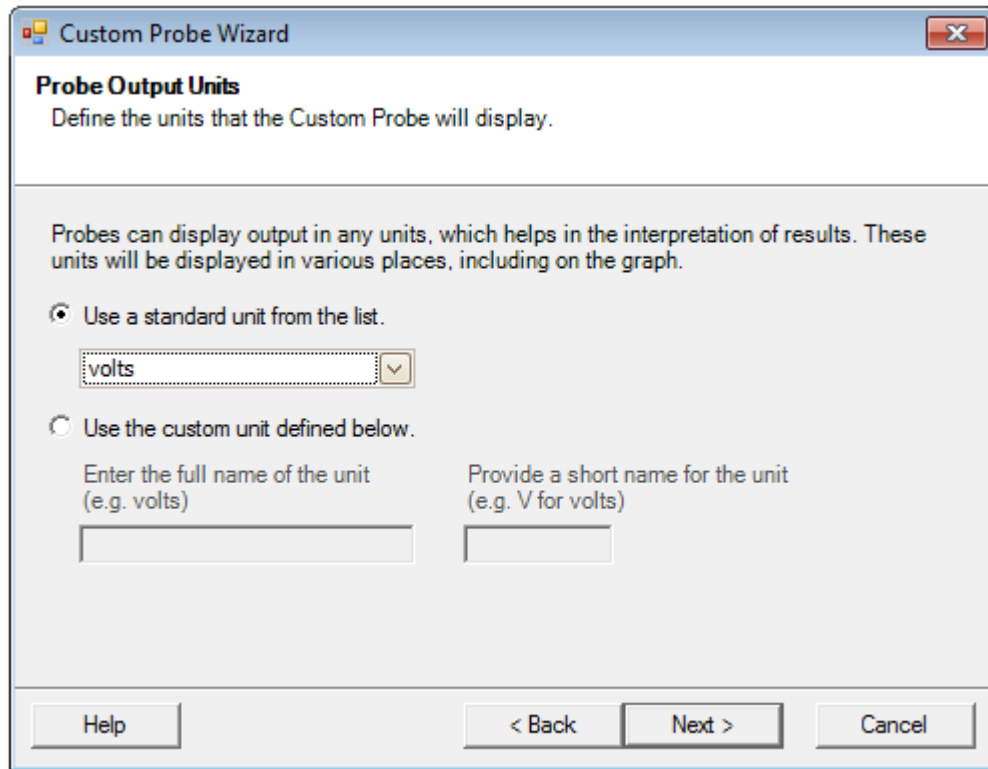 Custom Probe Wizard
Probe Output Units
Define the units that the Custom Probe will display.
Probes can display output in any units, which helps in the interpretation of results. These
units will be displayed in various places, including on the graph.
Use a standard unit from the list.
volts
Use the custom unit defined below.
Enter the full name of the unit
(e.g. volts)
Provide a short name for the unit
(e.g. V for volts)
Help
< Back
Next >
Cancel